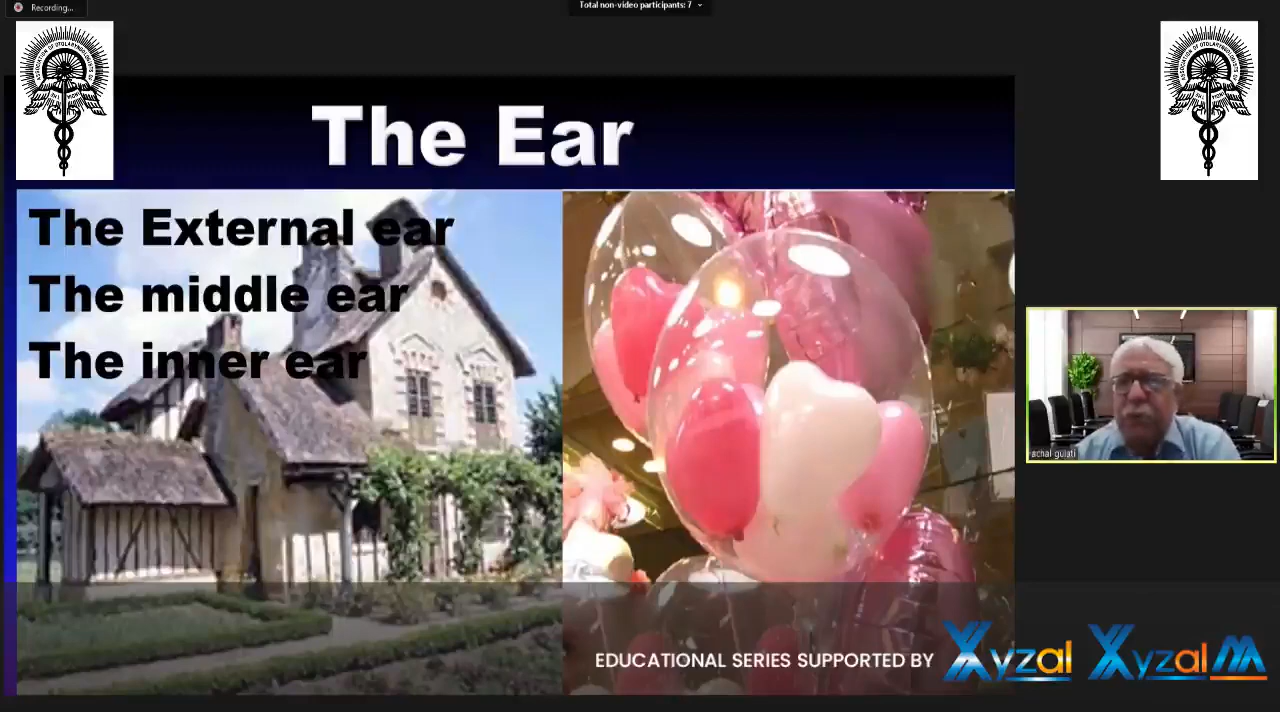 Recording...
Total non-video participants: 7
The Ear
The External ear
The middle ear
The inner ear
achal gulati
EDUCATIONAL SERIES SUPPORTED BY
Xyzal
Xyzal M